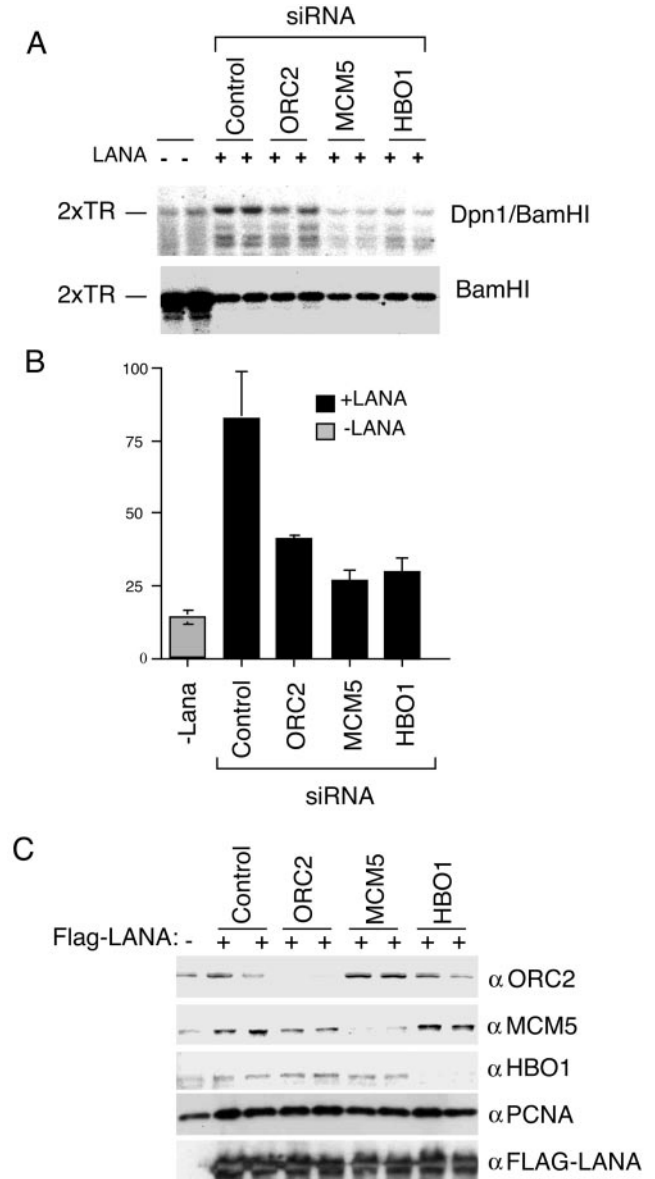 A
siRNA
Control ORC2 MCM5 HBO1
LANA - - + + + + + + + +
2xTR — Dpn1/BamHI
2xTR — BamHI
B
100
75
50
25
0
+LANA
-LANA
-Lana Control ORC2 MCM5 HBO1
siRNA
C
Control ORC2 MCM5 HBO1
Flag-LANA: - + + + + + + + +
α ORC2
α MCM5
α HBO1
α PCNA
α FLAG-LANA